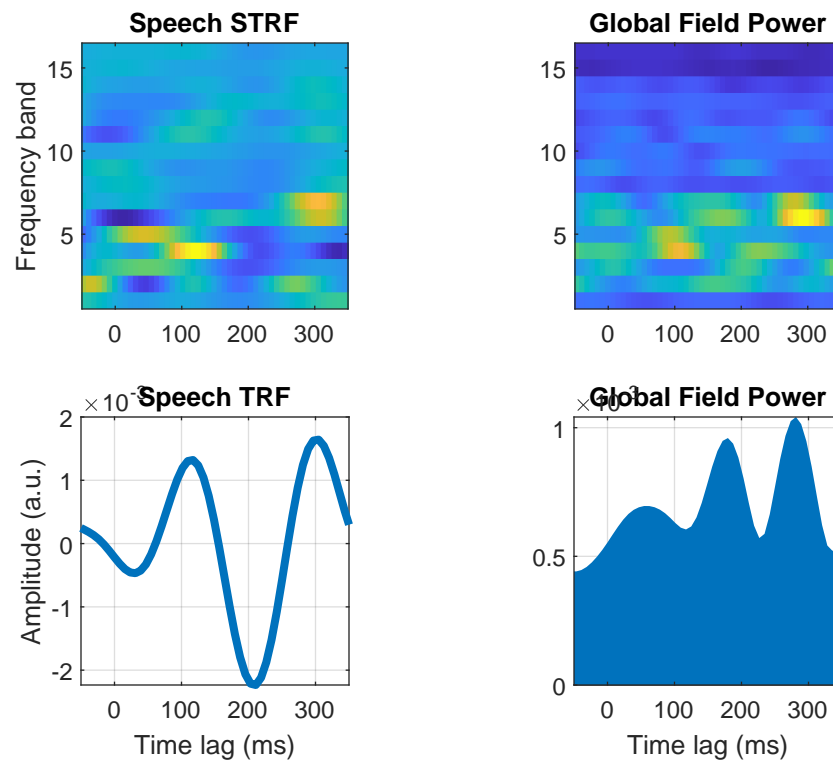 Speech STRF
Frequency band
15
10
5
0 100 200 300
Global Field Power
15
10
5
0 100 200 300
Speech TRF
×10⁻³
Amplitude (a.u.)
2
1
0
-1
-2
0 100 200 300
Time lag (ms)
Global Field Power
×10⁻³
1
0.5
0
0 100 200 300
Time lag (ms)